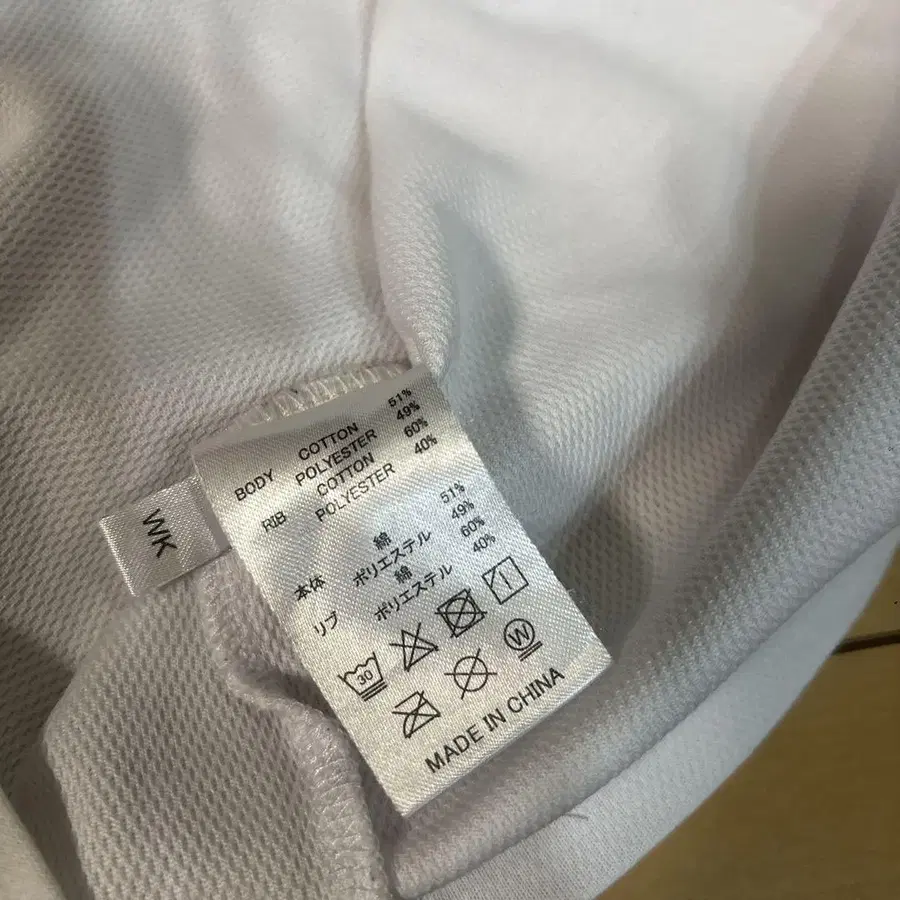 WK
BODY COTTON 51%
POLYESTER 49%
RIB COTTON 60%
POLYESTER 40%
本体 綿 51%
ポリエステル 49%
リブ 綿 60%
ポリエステル 40%
30
W
MADE IN CHINA